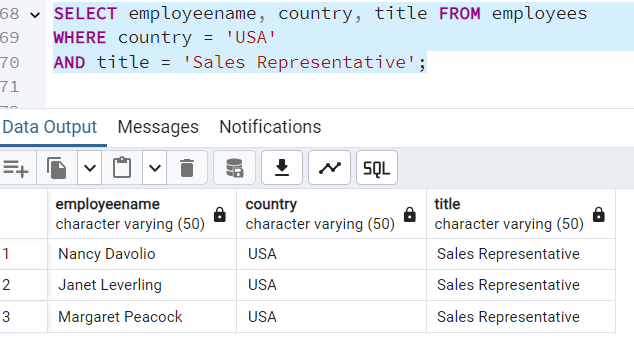 68 SELECT employeename, country, title FROM employees
69 WHERE country = 'USA'
70 AND title = 'Sales Representative';
71
Data Output Messages Notifications
SQL
employeename country title
character varying (50) character varying (50) character varying (50)
1 Nancy Davolio USA Sales Representative
2 Janet Leverling USA Sales Representative
3 Margaret Peacock USA Sales Representative